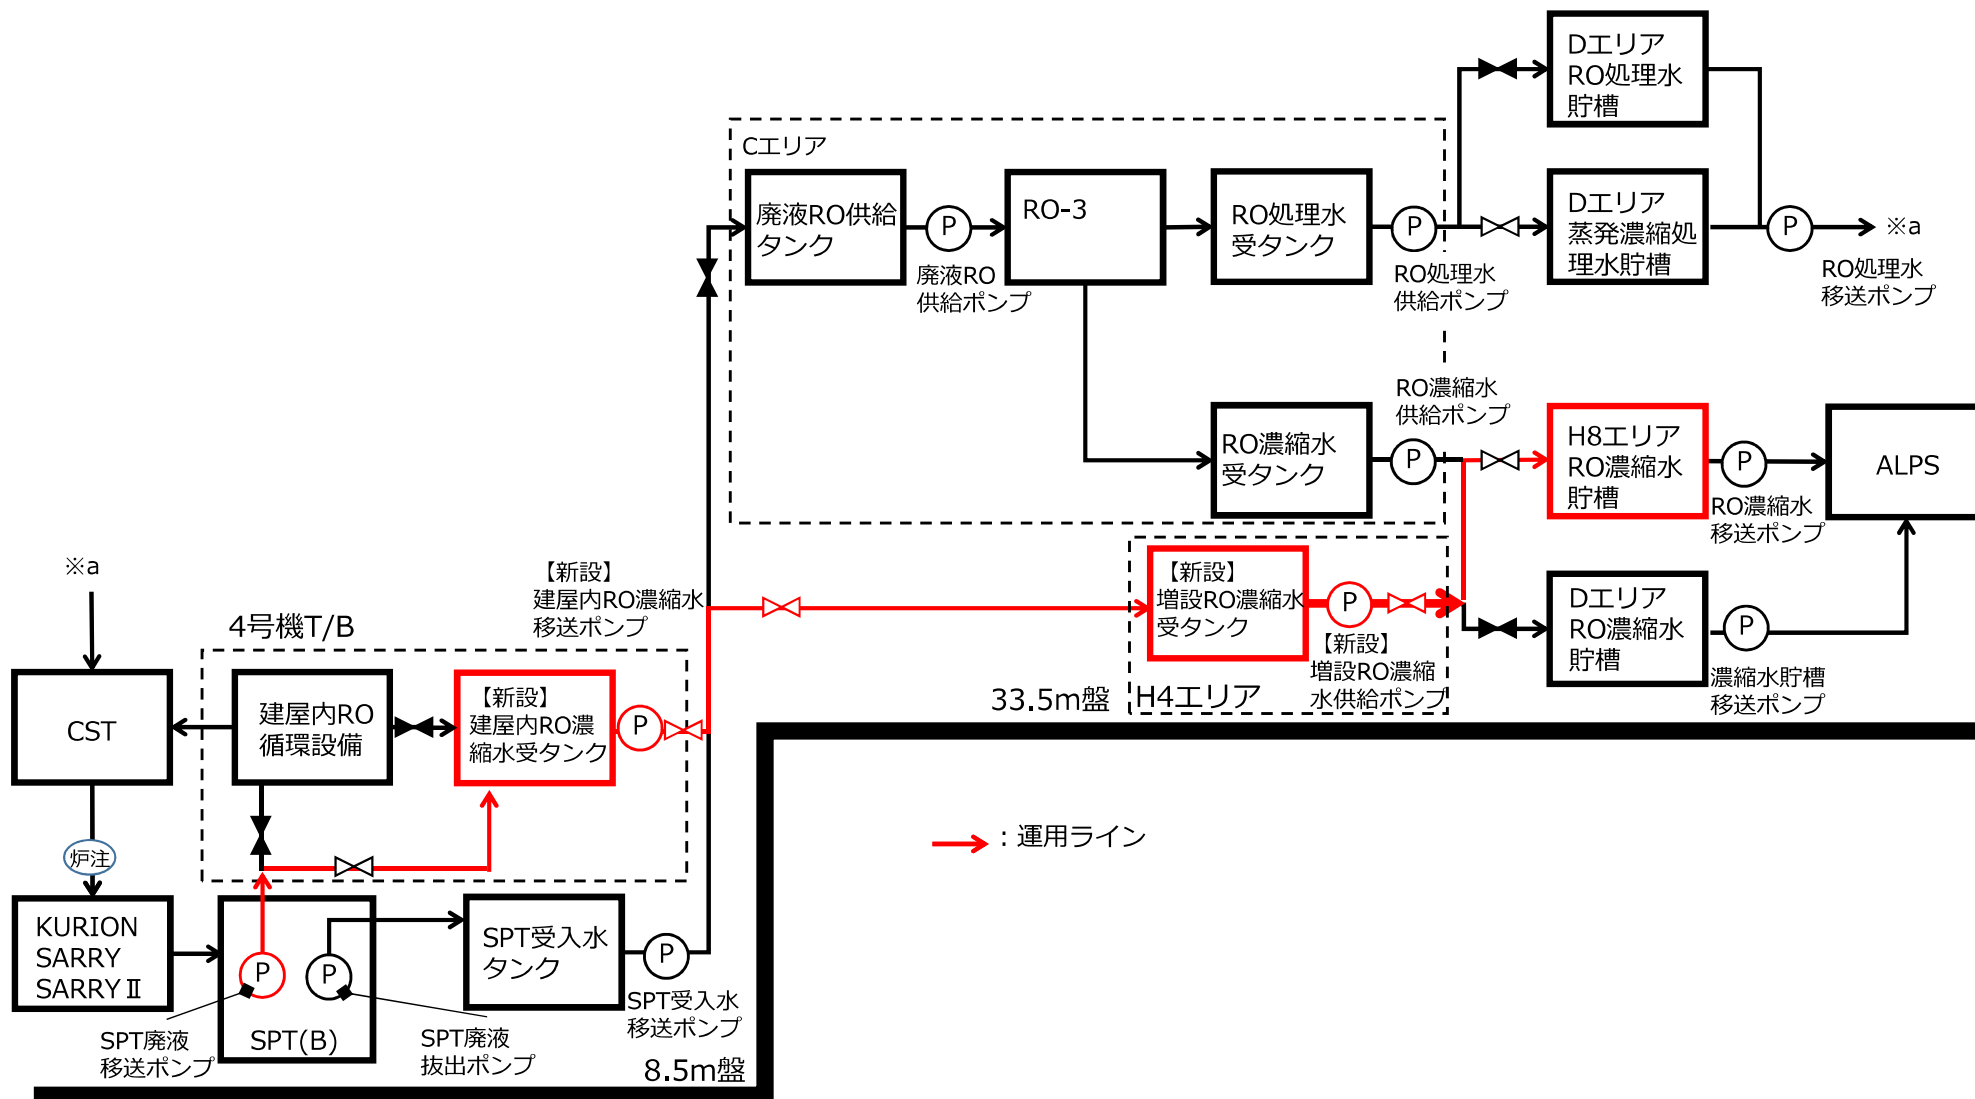 Dエリア
RO処理水
貯槽
Cエリア
廃液RO供給
タンク
P
廃液RO
供給ポンプ
RO-3
RO処理水
受タンク
P
RO処理水
供給ポンプ
Dエリア
蒸発濃縮処
理水貯槽
P
※a
RO処理水
移送ポンプ
RO濃縮水
供給ポンプ
RO濃縮水
受タンク
P
H8エリア
RO濃縮水
貯槽
P
RO濃縮水
移送ポンプ
ALPS
※a
【新設】
建屋内RO濃縮水
移送ポンプ
【新設】
増設RO濃縮水
受タンク
P
【新設】
増設RO濃縮
水供給ポンプ
H4エリア
Dエリア
RO濃縮水
貯槽
P
濃縮水貯槽
移送ポンプ
33.5m盤
4号機T/B
CST
建屋内RO
循環設備
【新設】
建屋内RO濃
縮水受タンク
P
炉注
:運用ライン
KURION
SARRY
SARRYⅡ
P
P
SPT(B)
SPT廃液
移送ポンプ
SPT廃液
抜出ポンプ
SPT受入水
タンク
P
SPT受入水
移送ポンプ
8.5m盤